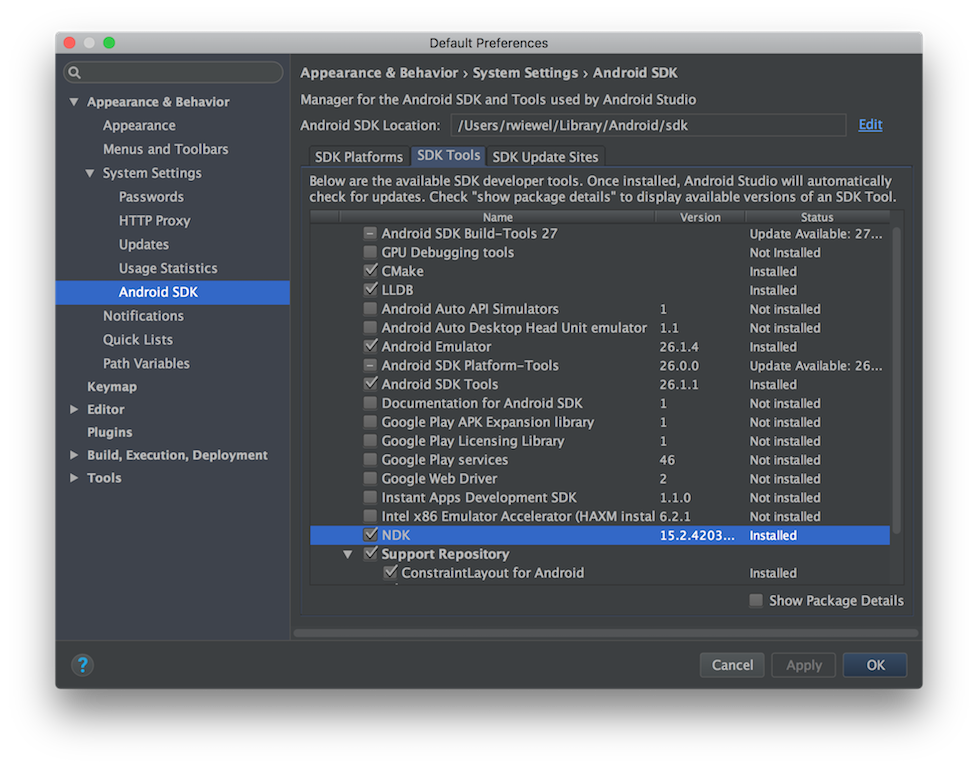 Default Preferences
Appearance & Behavior
Appearance
Menus and Toolbars
System Settings
Passwords
HTTP Proxy
Updates
Usage Statistics
Android SDK
Notifications
Quick Lists
Path Variables
Keymap
Editor
Plugins
Build, Execution, Deployment
Tools
?
Appearance & Behavior › System Settings › Android SDK
Manager for the Android SDK and Tools used by Android Studio
Android SDK Location: /Users/rwiewel/Library/Android/sdk Edit
SDK Platforms SDK Tools SDK Update Sites
Below are the available SDK developer tools. Once installed, Android Studio will automatically
check for updates. Check "show package details" to display available versions of an SDK Tool.
Name Version Status
Android SDK Build-Tools 27 Update Available: 27...
GPU Debugging tools Not Installed
CMake Installed
LLDB Installed
Android Auto API Simulators 1 Not installed
Android Auto Desktop Head Unit emulator 1.1 Not installed
Android Emulator 26.1.4 Installed
Android SDK Platform-Tools 26.0.0 Update Available: 26...
Android SDK Tools 26.1.1 Installed
Documentation for Android SDK 1 Not installed
Google Play APK Expansion library 1 Not installed
Google Play Licensing Library 1 Not installed
Google Play services 46 Not installed
Google Web Driver 2 Not installed
Instant Apps Development SDK 1.1.0 Not installed
Intel x86 Emulator Accelerator (HAXM instal 6.2.1 Not installed
NDK 15.2.4203... Installed
Support Repository
ConstraintLayout for Android Installed
Show Package Details
Cancel Apply OK